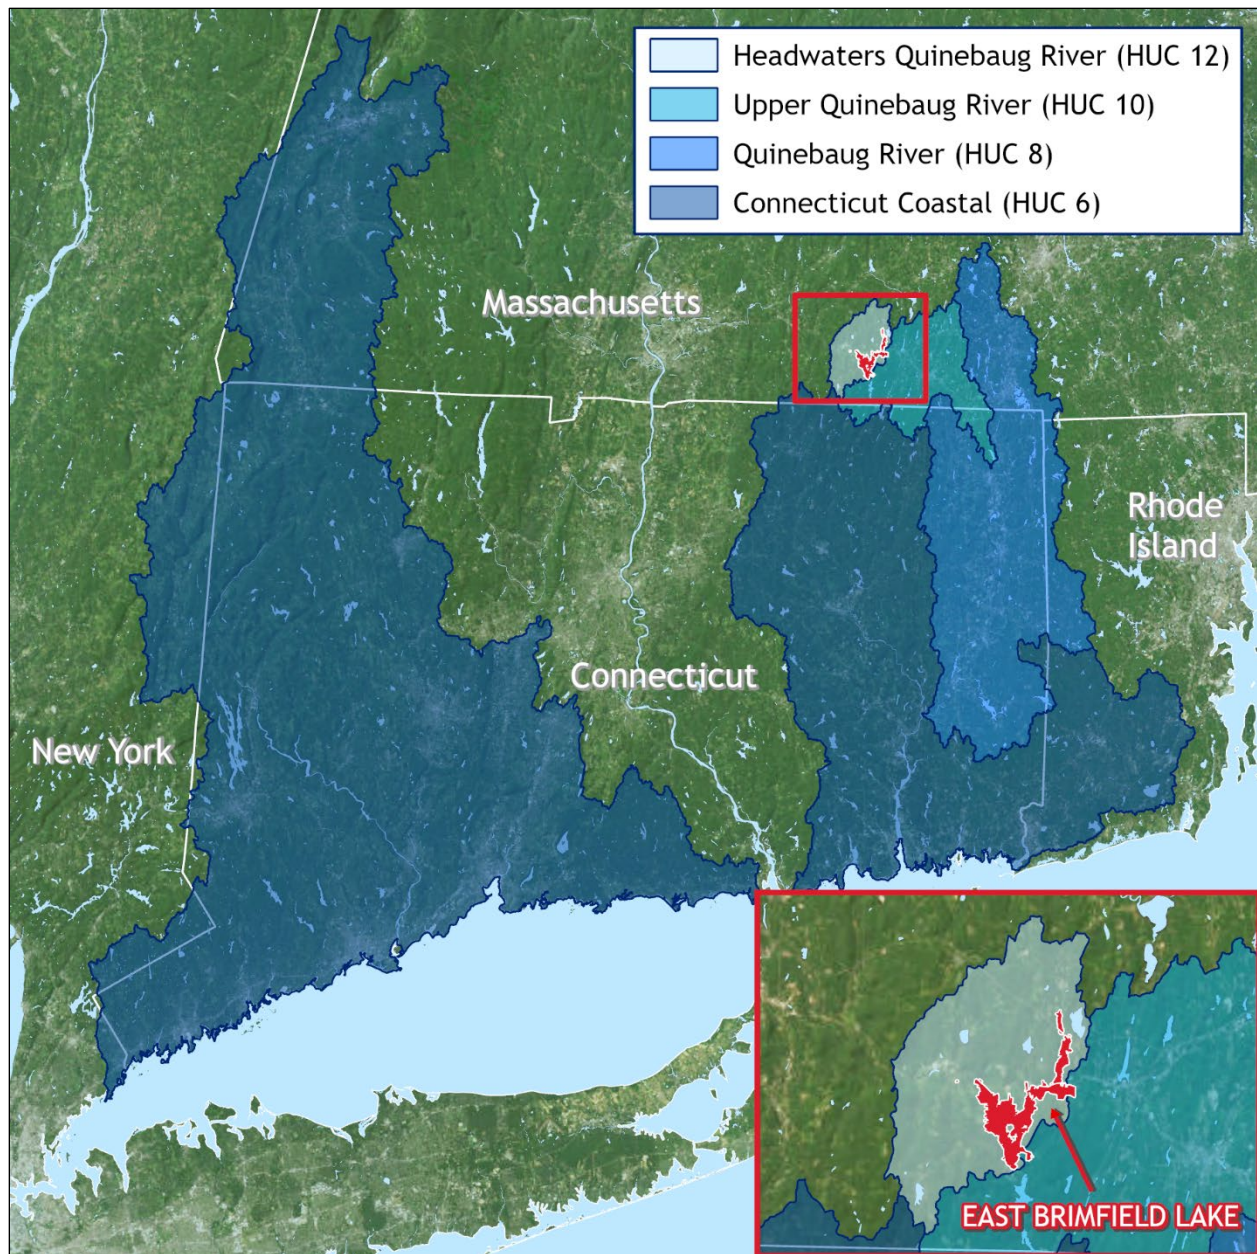 Headwaters Quinebaug River (HUC 12)
Upper Quinebaug River (HUC 10)
Quinebaug River (HUC 8)
Connecticut Coastal (HUC 6)
Massachusetts
Rhode
Island
Connecticut
New York
EAST BRIMFIELD LAKE